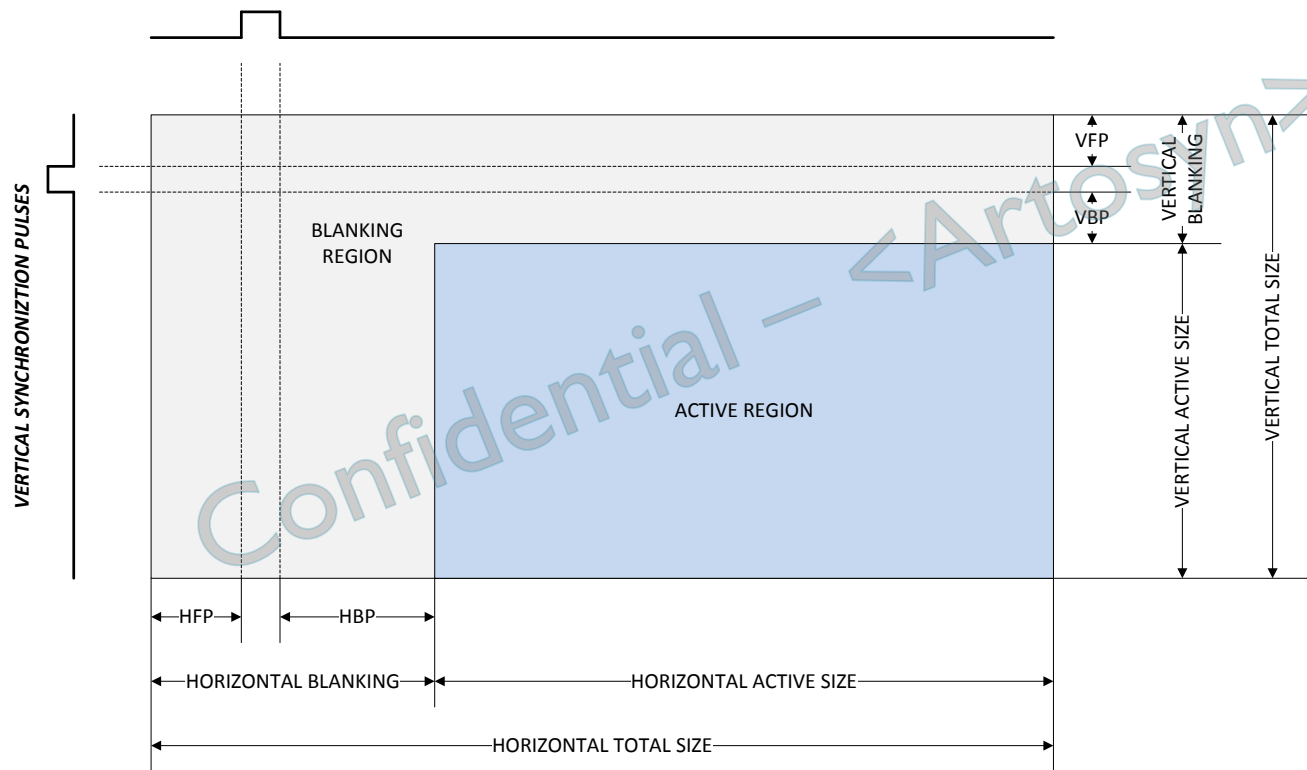 VERTICAL SYNCHRONIZTION PULSES
VFP
VBP
VERTICAL
BLANKING
VERTICAL ACTIVE SIZE
VERTICAL TOTAL SIZE
BLANKING
REGION
ACTIVE REGION
Confidential – <Artosyn>
HFP
HBP
HORIZONTAL BLANKING
HORIZONTAL ACTIVE SIZE
HORIZONTAL TOTAL SIZE